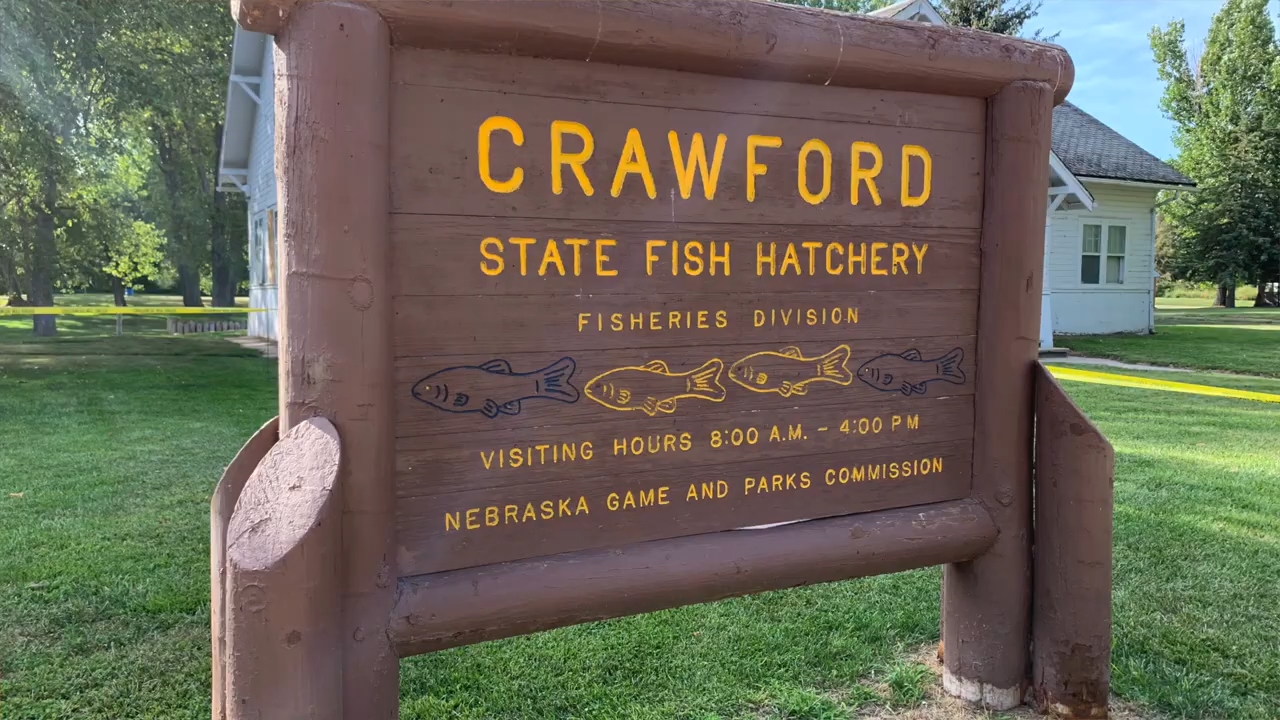 CRAWFORD
STATE FISH HATCHERY
FISHERIES DIVISION
VISITING HOURS 8:00 A.M. - 4:00 PM
NEBRASKA GAME AND PARKS COMMISSION